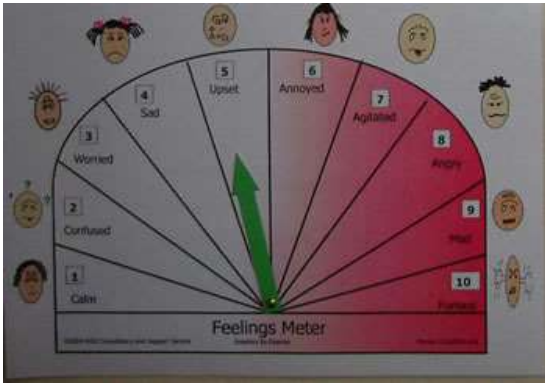 5
Upset
6
Annoyed
4
Sad
7
Agitated
3
Worried
8
Angry
2
Confused
9
Mad
1
Calm
10
Furious
Feelings Meter